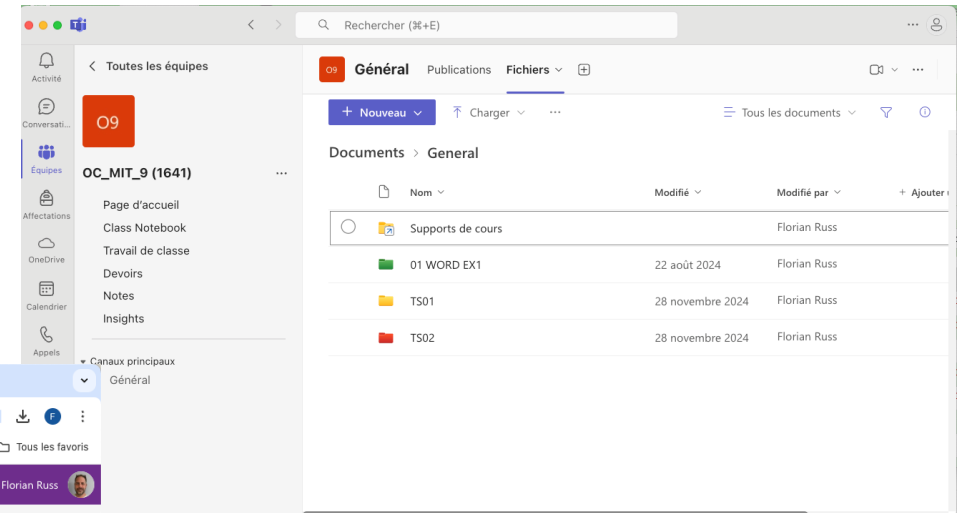 Rechercher (⌘+E)
Activité
Conversati...
Équipes
Affectations
OneDrive
Calendrier
Appels
Toutes les équipes
O9
OC_MIT_9 (1641)
Page d'accueil
Class Notebook
Travail de classe
Devoirs
Notes
Insights
Canaux principaux
Général
F
Tous les favoris
Florian Russ
O9 Général Publications Fichiers
+ Nouveau Charger Tous les documents
Documents > General
Nom Modifié Modifié par + Ajouter
Supports de cours Florian Russ
01 WORD EX1 22 août 2024 Florian Russ
TS01 28 novembre 2024 Florian Russ
TS02 28 novembre 2024 Florian Russ